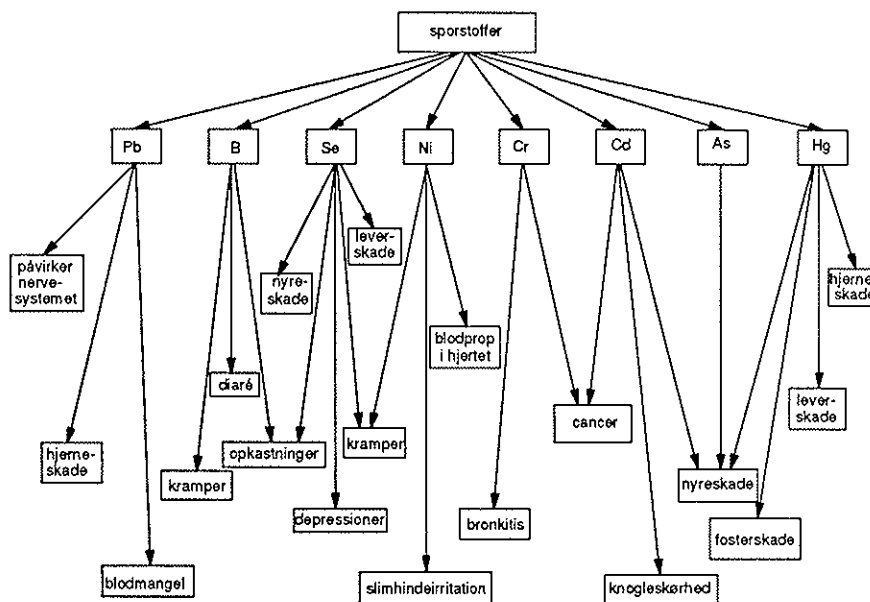 sporstoffer
Pb
B
Se
Ni
Cr
Cd
As
Hg
påvirker
nerve-
systemet
hjerne-
skade
blodmangel
kramper
diaré
opkastninger
nyre-
skade
lever-
skade
depressioner
kramper
blodprop
i hjertet
slimhindeirritation
bronkitis
cancer
knogleskørhed
nyreskade
fosterskade
lever-
skade
hjerne-
skade